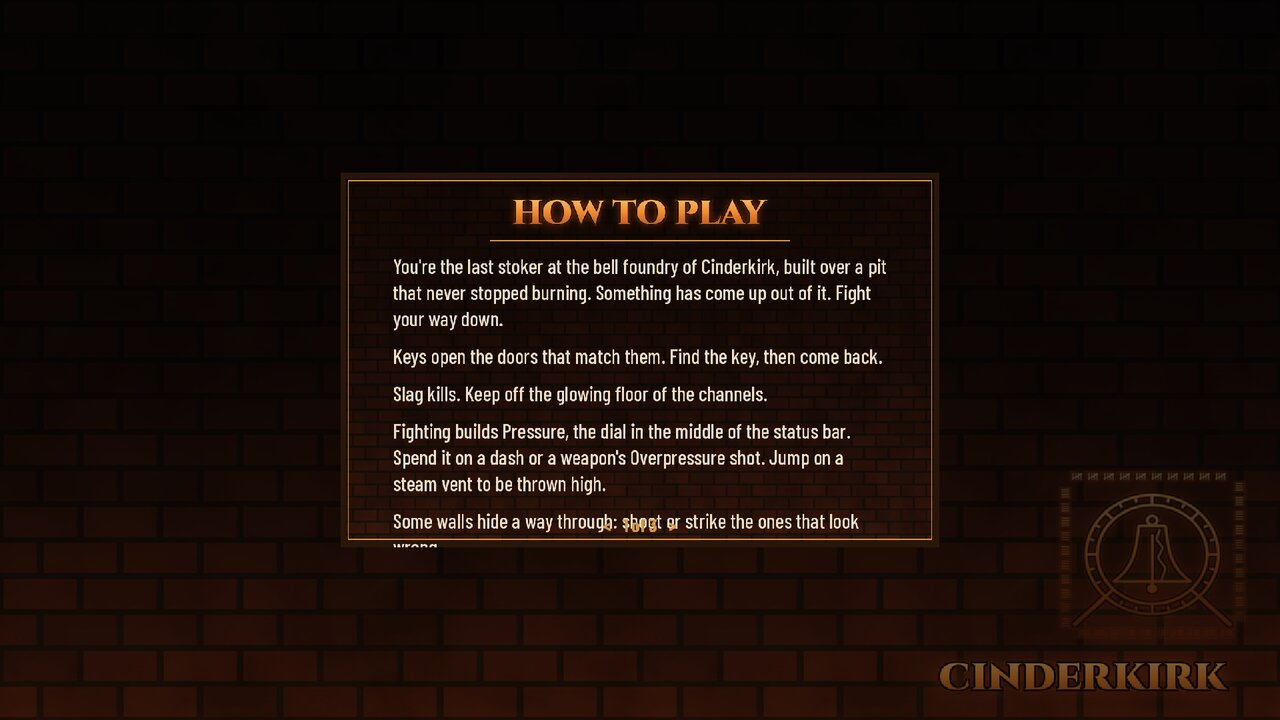 HOW TO PLAY
You're the last stoker at the bell foundry of Cinderkirk, built over a pit
that never stopped burning. Something has come up out of it. Fight
your way down.
Keys open the doors that match them. Find the key, then come back.
Slag kills. Keep off the glowing floor of the channels.
Fighting builds Pressure, the dial in the middle of the status bar.
Spend it on a dash or a weapon's Overpressure shot. Jump on a
steam vent to be thrown high.
Some walls hide a way through: shoot or strike the ones that look
CINDERKIRK